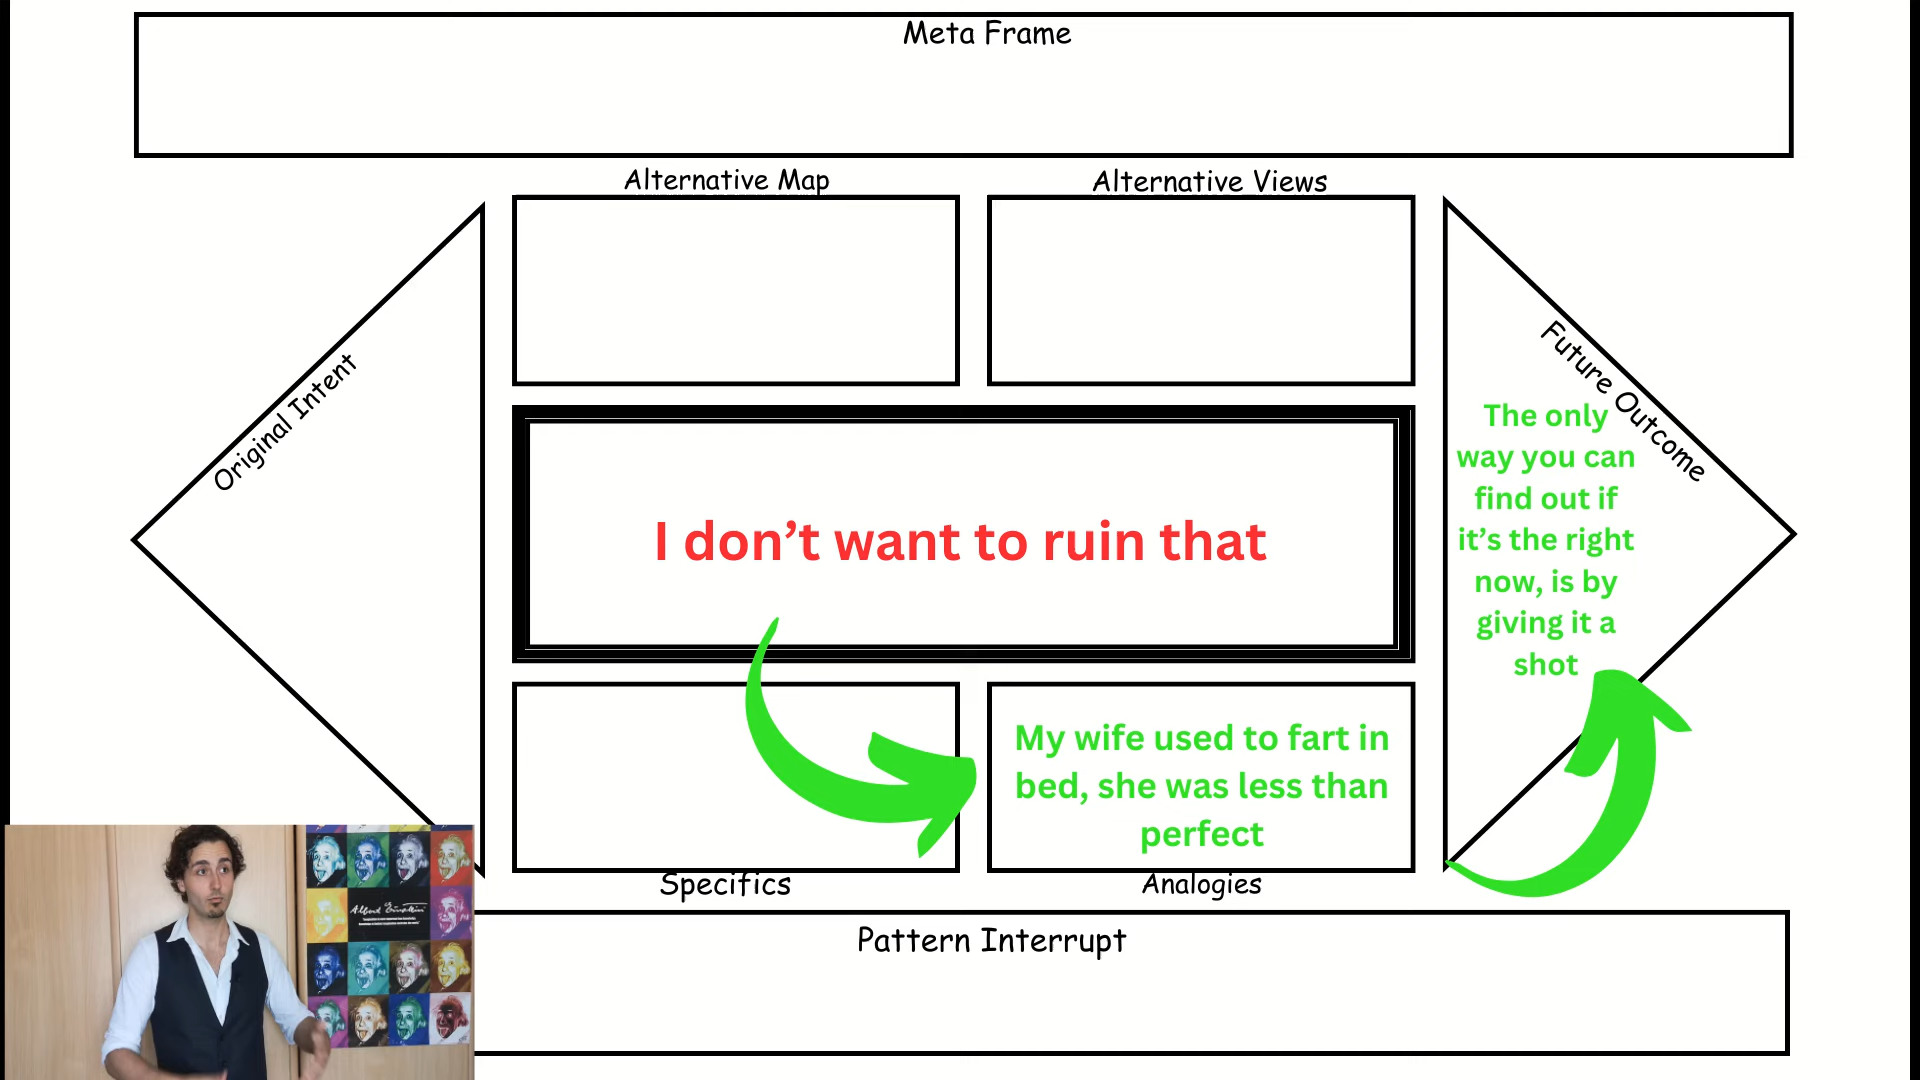 Meta Frame
Alternative Map
Alternative Views
Original Intent
Future Outcome
The only
way you can
find out if
it’s the right
now, is by
giving it a
shot
I don’t want to ruin that
My wife used to fart in
bed, she was less than
perfect
Specifics
Analogies
Pattern Interrupt
Albert Einstein